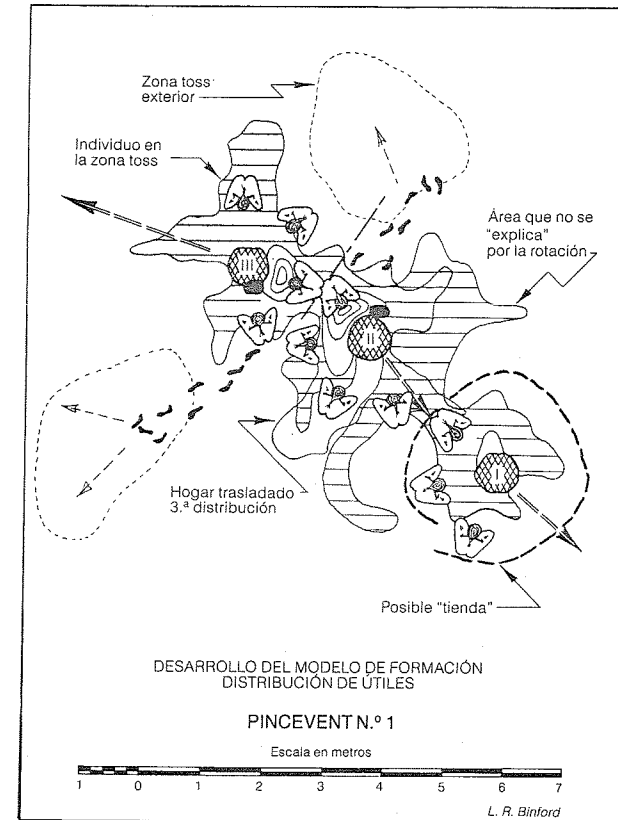 Zona toss
exterior
Individuo en
la zona toss
Área que no se
"explica"
por la rotación
III
II
I
Hogar trasladado
3.ª distribución
Posible "tienda"
DESARROLLO DEL MODELO DE FORMACIÓN
DISTRIBUCIÓN DE ÚTILES
PINCEVENT N.º 1
Escala en metros
1 0 1 2 3 4 5 6 7
L. R. Binford